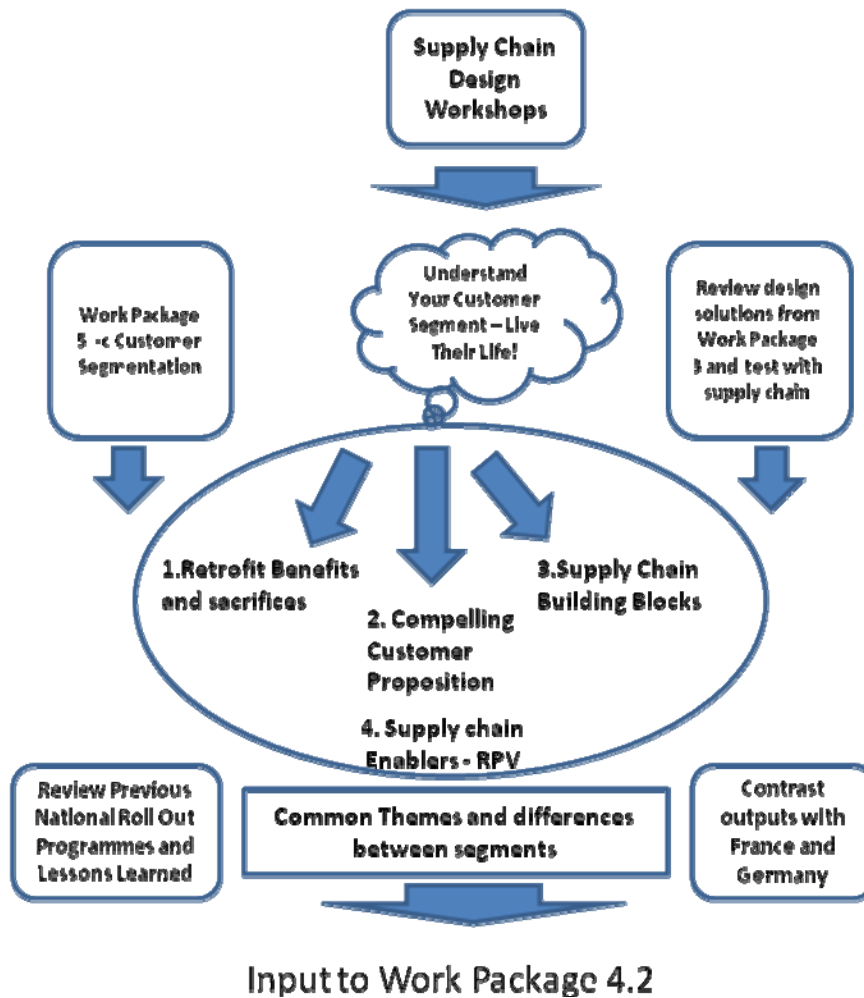 Supply Chain
Design
Workshops
Understand
Your Customer
Segment – Live
Their Life!
Work Package
5 -c Customer
Segmentation
Review design
solutions from
Work Package
and test with
supply chain
1.Retrofit Benefits
and sacrifices
3.Supply Chain
Building Blocks
2. Compelling
Customer
Proposition
4. Supply chain
Enablers - RPV
Review Previous
National Roll Out
Programmes and
Lessons Learned
Common Themes and differences
between segments
Contrast
outputs with
France and
Germany
Input to Work Package 4.2